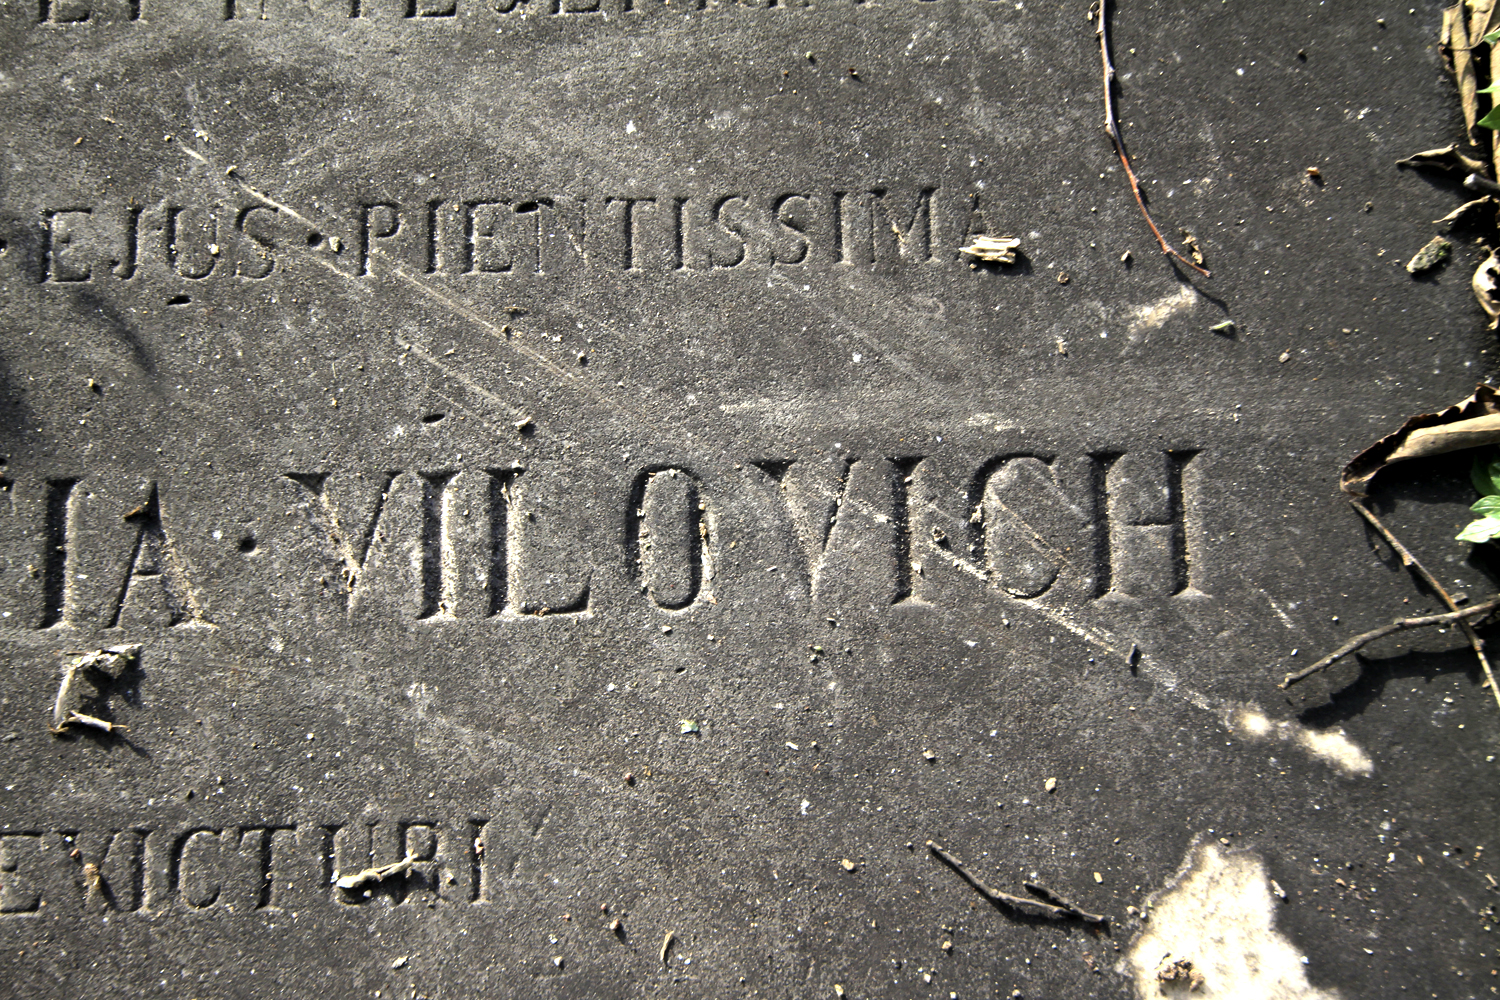 · EJUS · PIENTISSIMA
IA · VILOVICH
EVICTURI